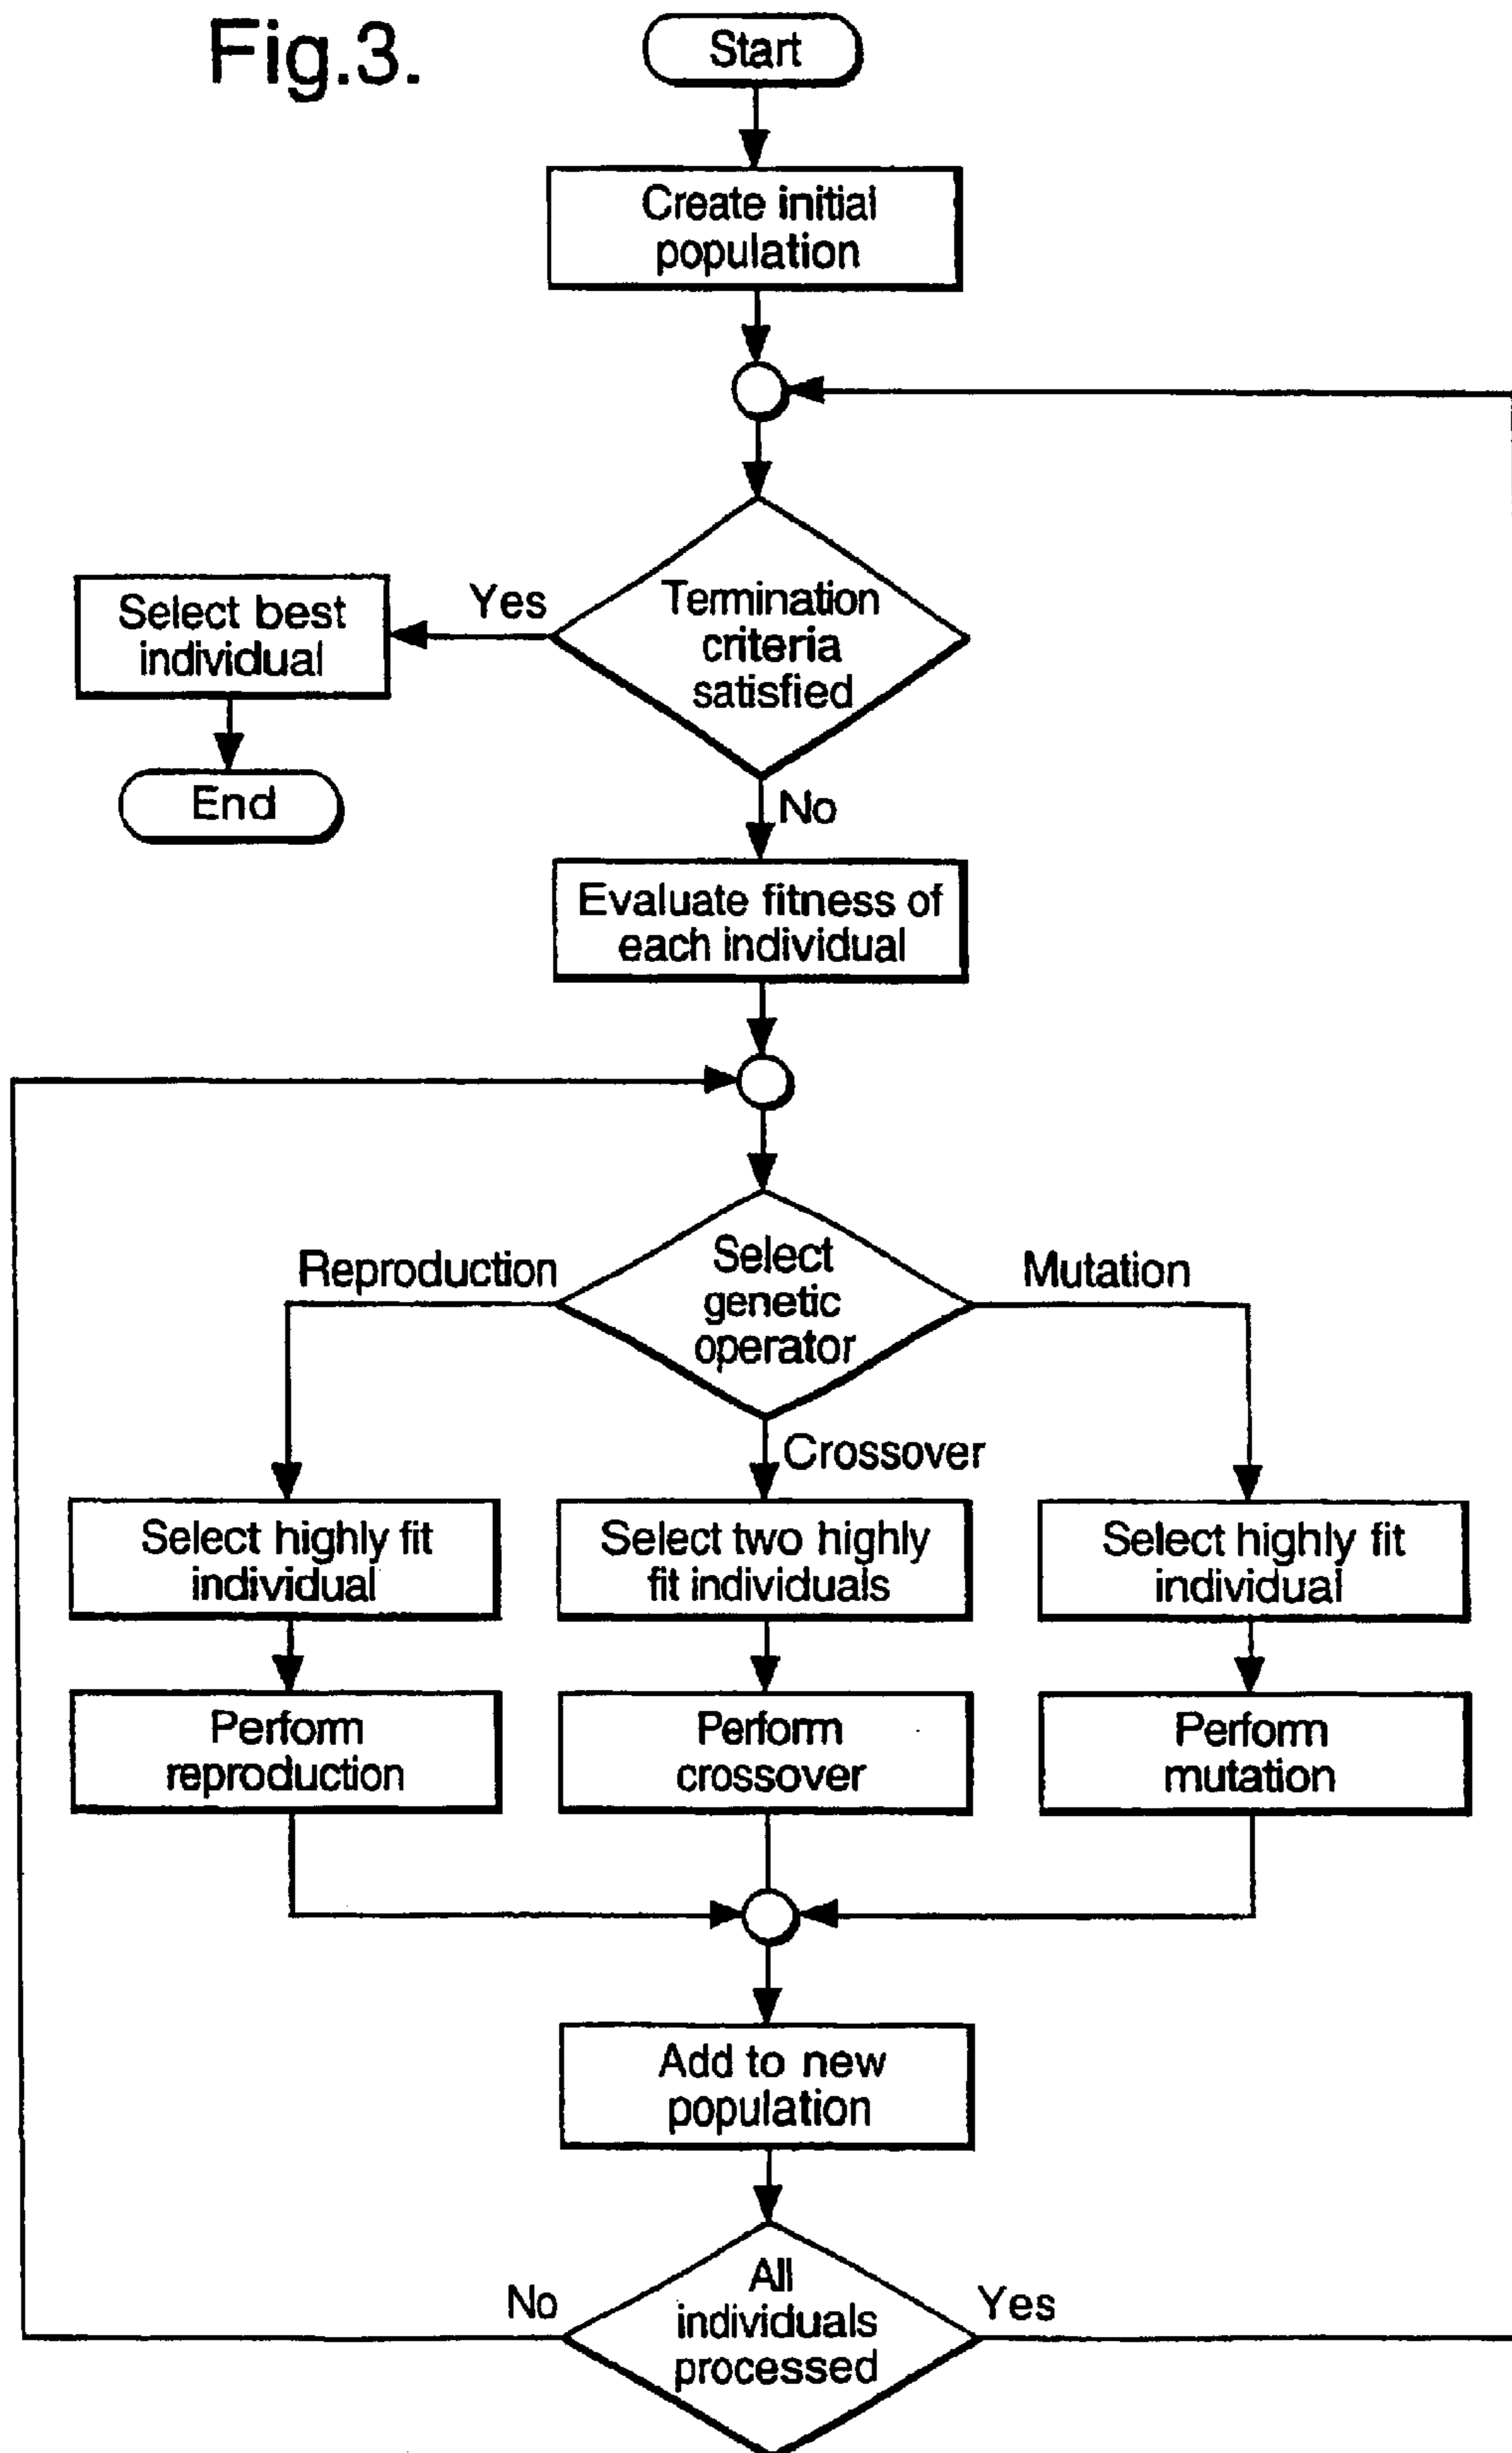 Fig.3.
Start
Create initial
population
Termination
criteria
satisfied
Yes
Select best
individual
End
No
Evaluate fitness of
each individual
Select
genetic
operator
Reproduction
Crossover
Mutation
Select highly fit
individual
Perform
reproduction
Select two highly
fit individuals
Perform
crossover
Select highly fit
individual
Perform
mutation
Add to new
population
All
individuals
processed
No
Yes